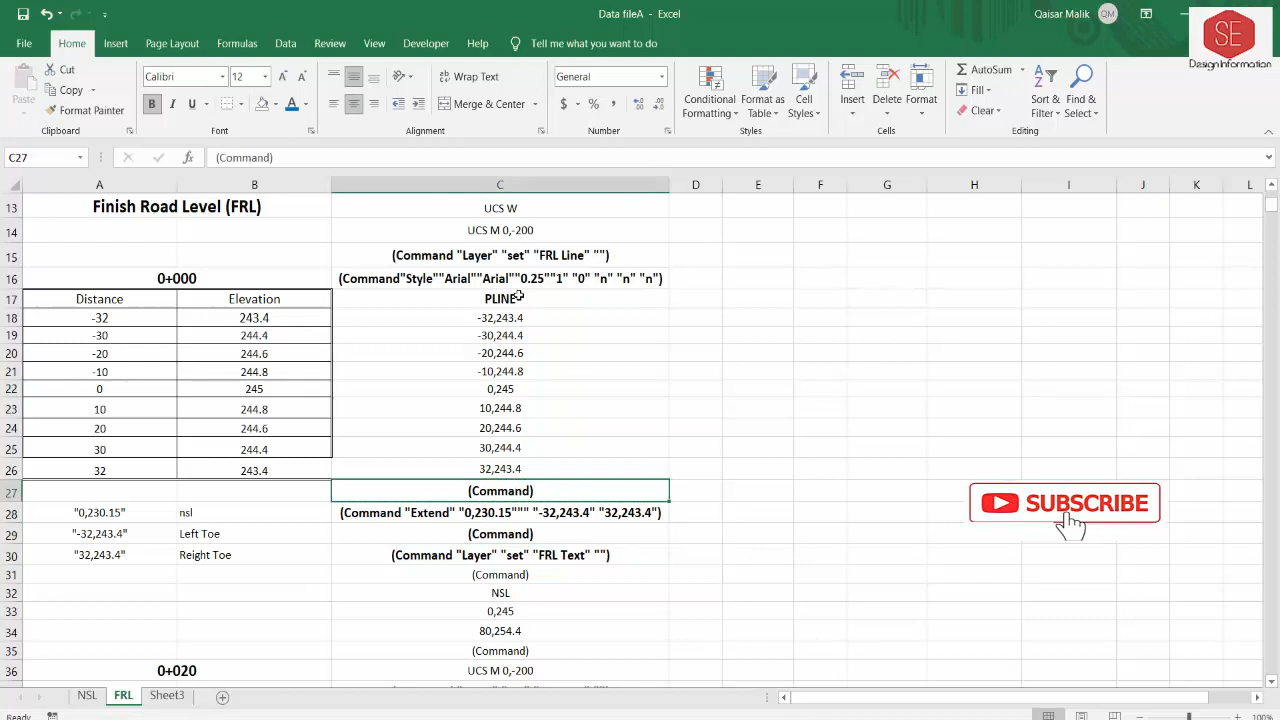 Data fileA - Excel
Qaisar Malik QM
SE
Design Information
File Home Insert Page Layout Formulas Data Review View Developer Help Tell me what you want to do
Paste
Cut
Copy
Format Painter
Clipboard
Calibri 12
B I U A
Font
Wrap Text
Merge & Center
Alignment
General
$ % ,
Number
Conditional Formatting
Format as Table
Cell Styles
Styles
Insert Delete Format
Cells
AutoSum
Fill
Clear
Sort & Filter
Find & Select
Editing
C27 fx (Command)
A B C D E F G H I J K L
13 Finish Road Level (FRL) UCS W
14 UCS M 0,-200
15 (Command "Layer" "set" "FRL Line" "")
16 0+000 (Command"Style""Arial""Arial""0.25""1" "0" "n" "n" "n")
17 Distance Elevation PLINE
18 -32 243.4 -32,243.4
19 -30 244.4 -30,244.4
20 -20 244.6 -20,244.6
21 -10 244.8 -10,244.8
22 0 245 0,245
23 10 244.8 10,244.8
24 20 244.6 20,244.6
25 30 244.4 30,244.4
26 32 243.4 32,243.4
27 (Command)
28 "0,230.15" nsl (Command "Extend" "0,230.15""" "-32,243.4" "32,243.4")
29 "-32,243.4" Left Toe (Command)
30 "32,243.4" Reight Toe (Command "Layer" "set" "FRL Text" "")
31 (Command)
32 NSL
33 0,245
34 80,254.4
35 (Command)
36 0+020 UCS M 0,-200
SUBSCRIBE
NSL FRL Sheet3
Ready 100%